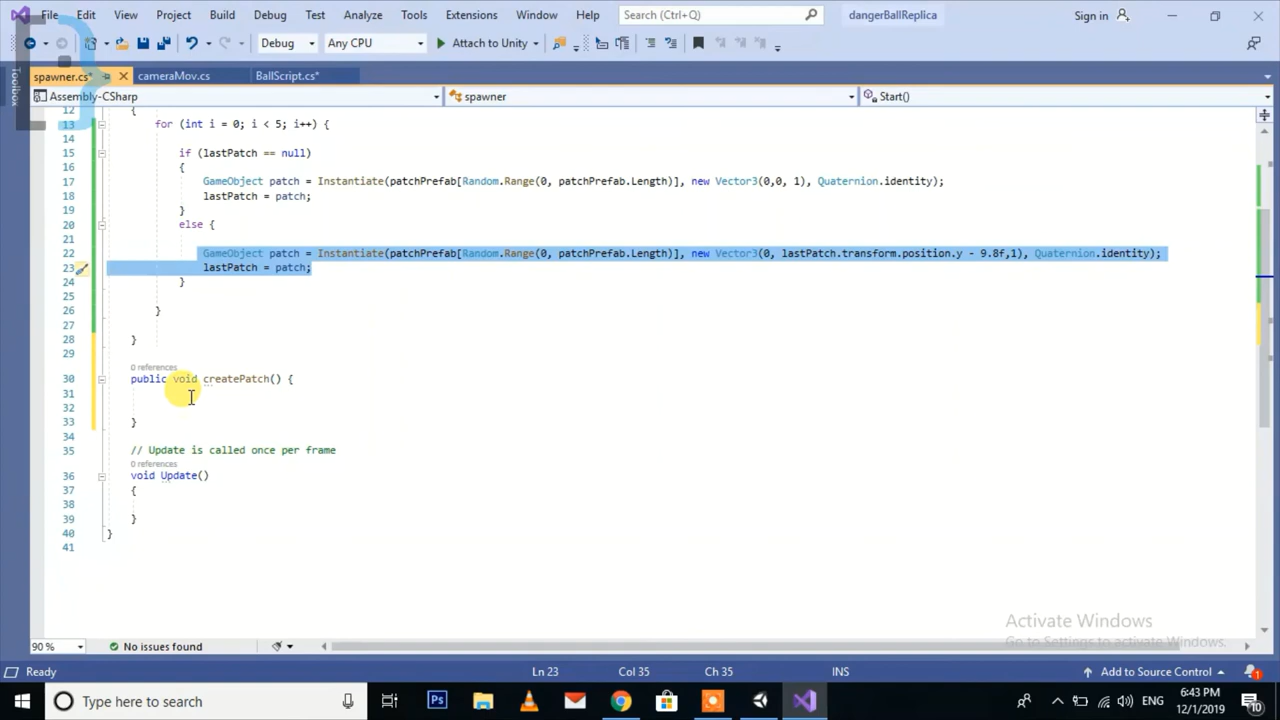 File Edit View Project Build Debug Test Analyze Tools Extensions Window Help Search (Ctrl+Q) dangerBallReplica Sign in
Debug Any CPU Attach to Unity
Toolbox
spawner.cs* cameraMov.cs BallScript.cs*
Assembly-CSharp spawner Start()
12 {
13 for (int i = 0; i < 5; i++) {
14
15 if (lastPatch == null)
16 {
17 GameObject patch = Instantiate(patchPrefab[Random.Range(0, patchPrefab.Length)], new Vector3(0,0, 1), Quaternion.identity);
18 lastPatch = patch;
19 }
20 else {
21
22 GameObject patch = Instantiate(patchPrefab[Random.Range(0, patchPrefab.Length)], new Vector3(0, lastPatch.transform.position.y - 9.8f,1), Quaternion.identity);
23 lastPatch = patch;
24 }
25
26 }
27
28 }
29
0 references
30 public void createPatch() {
31
32
33 }
34
35 // Update is called once per frame
0 references
36 void Update()
37 {
38
39 }
40 }
41
Activate Windows
Go to Settings to activate Windows.
90 % No issues found
Ready Ln 23 Col 35 Ch 35 INS Add to Source Control 1
Type here to search Ps ENG 6:43 PM
12/1/2019 10